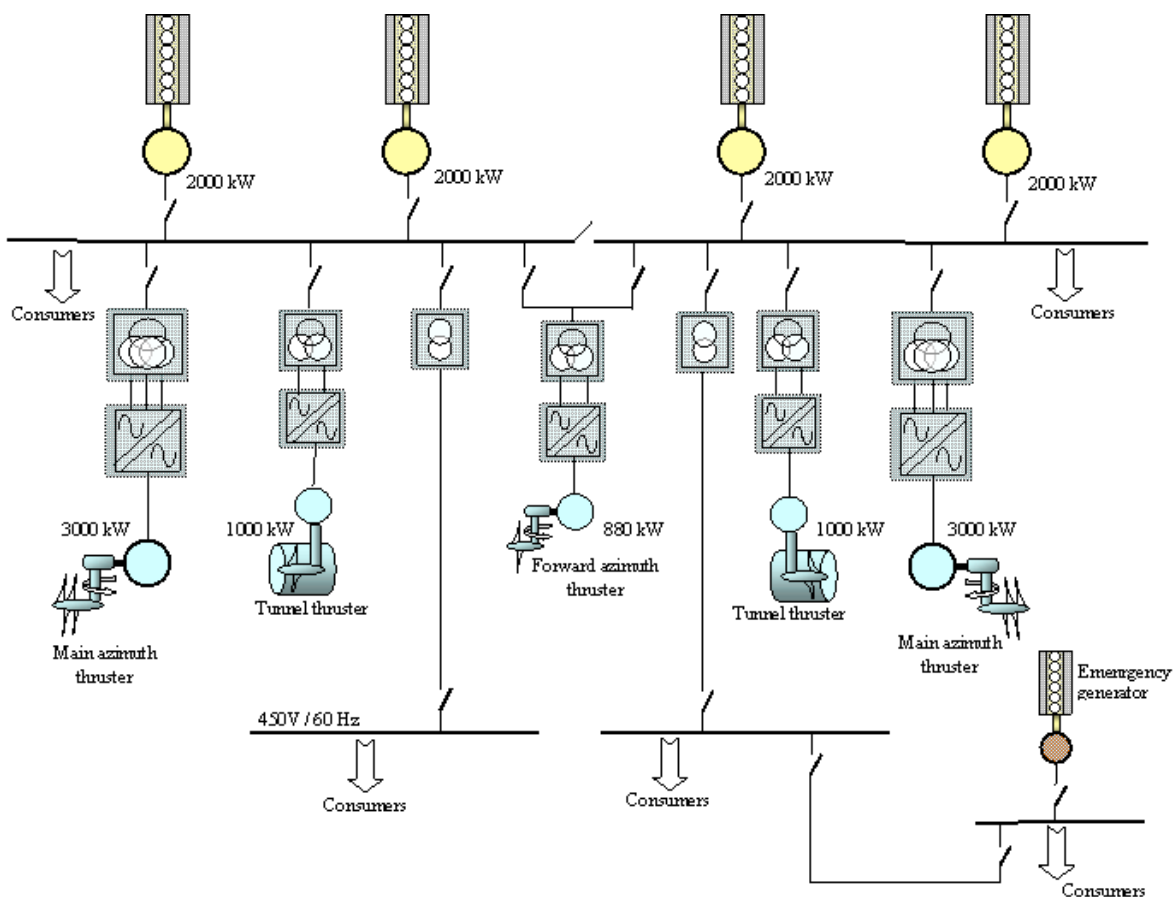 2000 kW
2000 kW
2000 kW
2000 kW
Consumers
Consumers
3000 kW
1000 kW
880 kW
1000 kW
3000 kW
Main azimuth
thruster
Tunnel thruster
Forward azimuth
thruster
Tunnel thruster
Main azimuth
thruster
Ememrgency
generator
450V / 60 Hz
Consumers
Consumers
Consumers